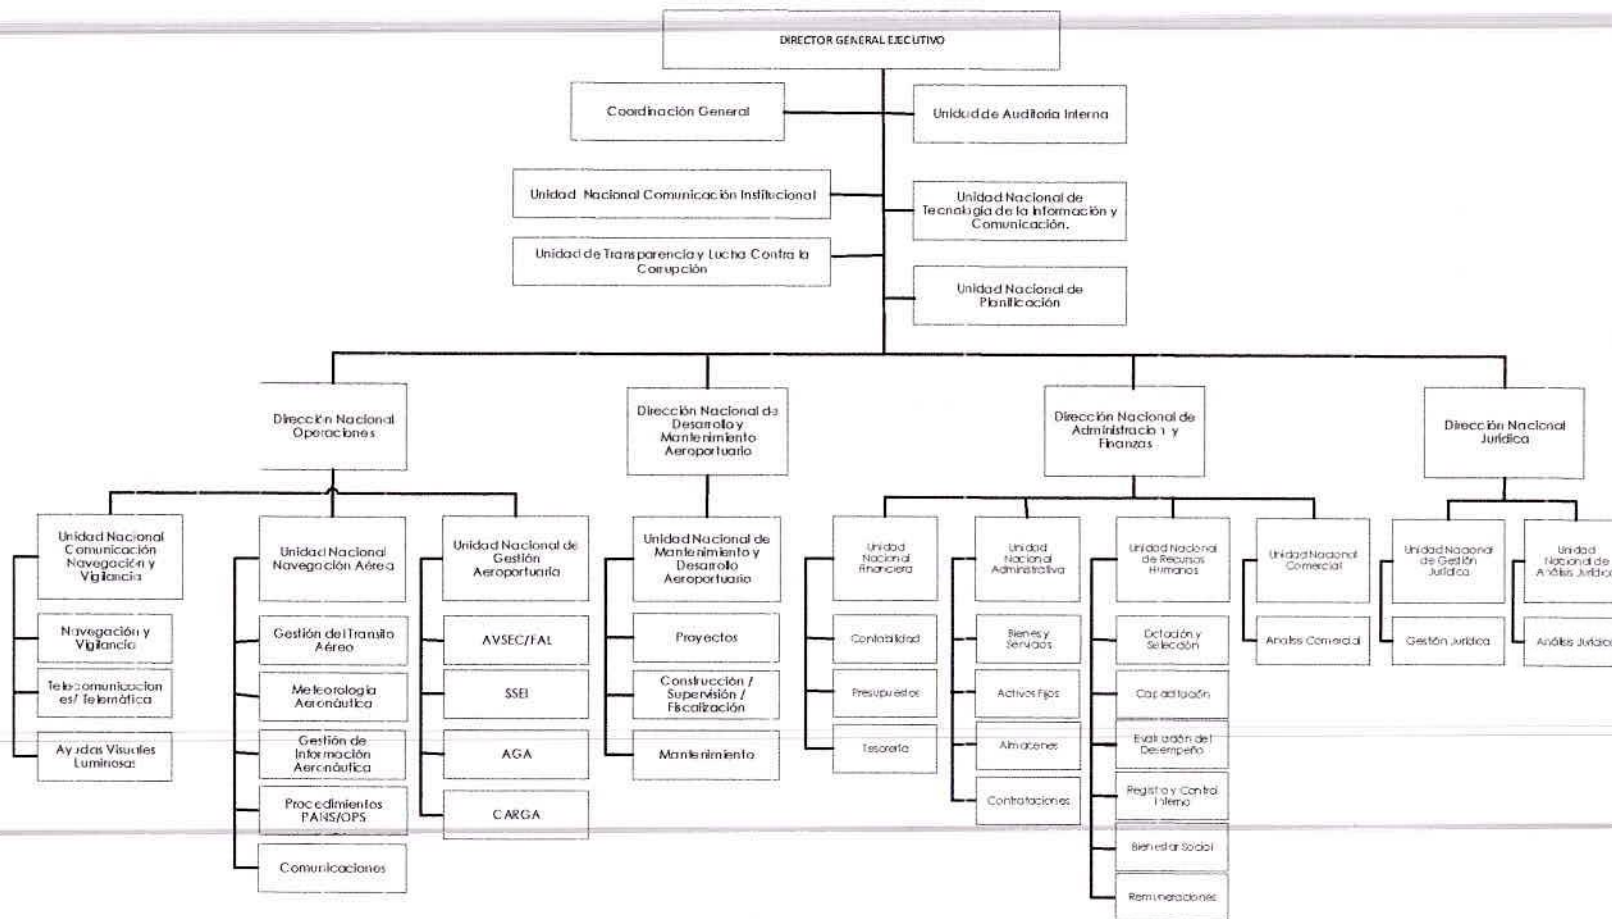 DIRECTOR GENERAL EJECUTIVO
Coordinación General
Unidad de Auditoria Interna
Unidad Nacional Comunicación Institucional
Unidad Nacional de
Tecnología de la Información y
Comunicación.
Unidad de Transparencia y Lucha Contra la
Corrupción
Unidad Nacional de
Planificación
Dirección Nacional
Operaciones
Dirección Nacional de
Desarrollo y
Mantenimiento
Aeroportuario
Dirección Nacional de
Administracion y
Finanzas
Dirección Nacional
Jurídica
Unidad Nacional
Comunicación
Navegación y
Vigilancia
Navegación y
Vigilancia
Telecomunicacion
es/ Telemática
Ayudas Visuales
Luminosas
Unidad Nacional
Navegación Aérea
Gestión del Transito
Aéreo
Meteorología
Aeronáutica
Gestión de
Información
Aeronáutica
Procedimientos
PANS/OPS
Comunicaciones
Unidad Nacional de
Gestión
Aeroportuaria
AVSEC/FAL
SSEI
AGA
CARGA
Unidad Nacional de
Mantenimiento y
Desarrollo
Aeroportuario
Proyectos
Construcción /
Supervisión /
Fiscalización
Mantenimiento
Unidad
Nacional
Financiera
Contabilidad
Presupuestos
Tesorería
Unidad
Nacional
Administrativa
Bienes y
Servicios
Activos Fijos
Almacenes
Contrataciones
Unidad Nacional
de Recursos
Humanos
Dotación y
Selección
Capacitación
Evaluación del
Desempeño
Registro y Control
Interno
Bienestar Social
Remuneraciones
Unidad Nacional
Comercial
Analisis Comercial
Unidad Nacional
de Gestión
Jurídica
Gestión Jurídica
Unidad
Nacional de
Análisis Jurídico
Análisis Jurídico